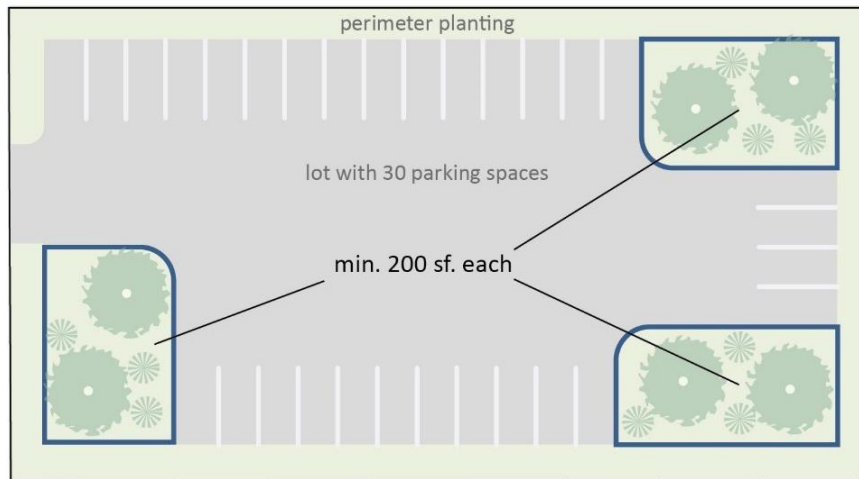 perimeter planting
lot with 30 parking spaces
min. 200 sf. each